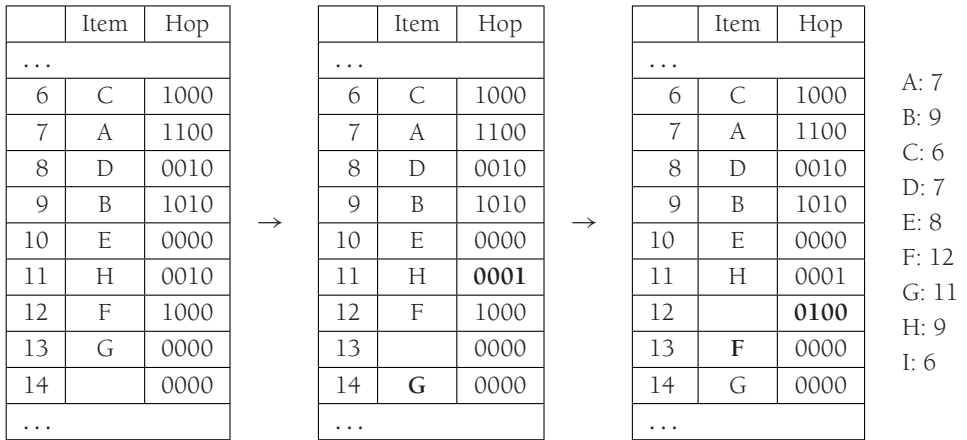 Item Hop → Item Hop → Item Hop
... ... ...
6 C 1000 6 C 1000 6 C 1000 A: 7
7 A 1100 7 A 1100 7 A 1100 B: 9
8 D 0010 8 D 0010 8 D 0010 C: 6
9 B 1010 9 B 1010 9 B 1010 D: 7
10 E 0000 10 E 0000 10 E 0000 E: 8
11 H 0010 11 H 0001 11 H 0001 F: 12
12 F 1000 12 F 1000 12 0100 G: 11
13 G 0000 13 0000 13 F 0000 H: 9
14 0000 14 G 0000 14 G 0000 I: 6
... ... ...